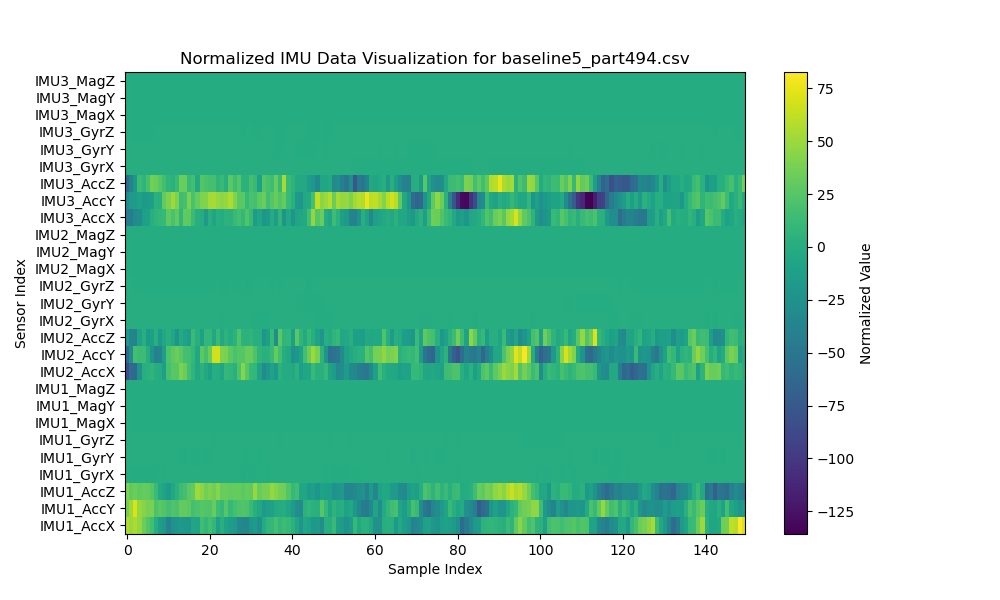 Normalized IMU Data Visualization for baseline5_part494.csv
IMU3_MagZ
IMU3_MagY
IMU3_MagX
IMU3_GyrZ
IMU3_GyrY
IMU3_GyrX
IMU3_AccZ
IMU3_AccY
IMU3_AccX
IMU2_MagZ
IMU2_MagY
IMU2_MagX
IMU2_GyrZ
IMU2_GyrY
IMU2_GyrX
IMU2_AccZ
IMU2_AccY
IMU2_AccX
IMU1_MagZ
IMU1_MagY
IMU1_MagX
IMU1_GyrZ
IMU1_GyrY
IMU1_GyrX
IMU1_AccZ
IMU1_AccY
IMU1_AccX
Sensor Index
0 20 40 60 80 100 120 140
Sample Index
75
50
25
0
−25
−50
−75
−100
−125
Normalized Value